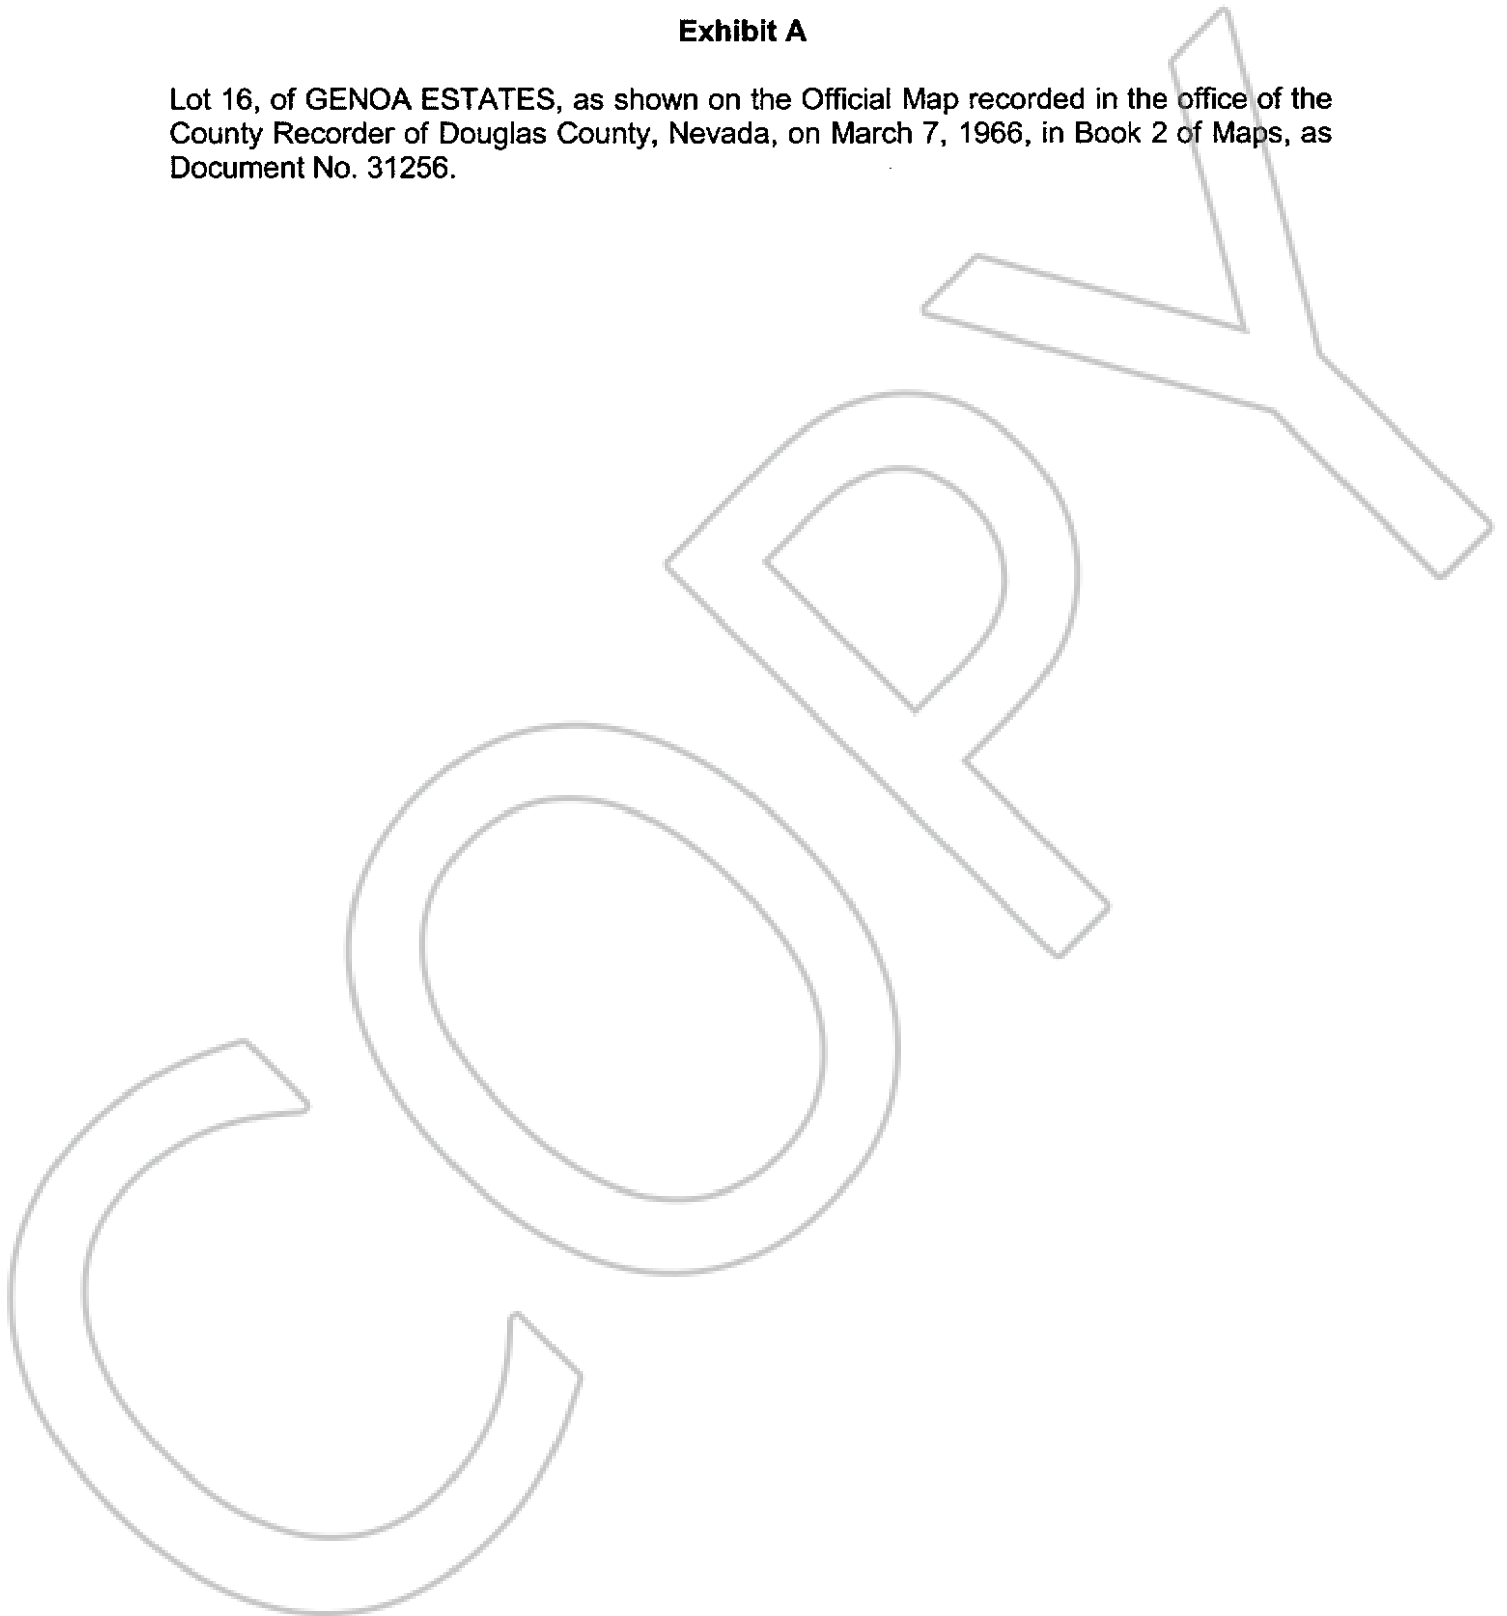 Exhibit A
Lot 16, of GENOA ESTATES, as shown on the Official Map recorded in the office of the
County Recorder of Douglas County, Nevada, on March 7, 1966, in Book 2 of Maps, as
Document No. 31256.
COPY